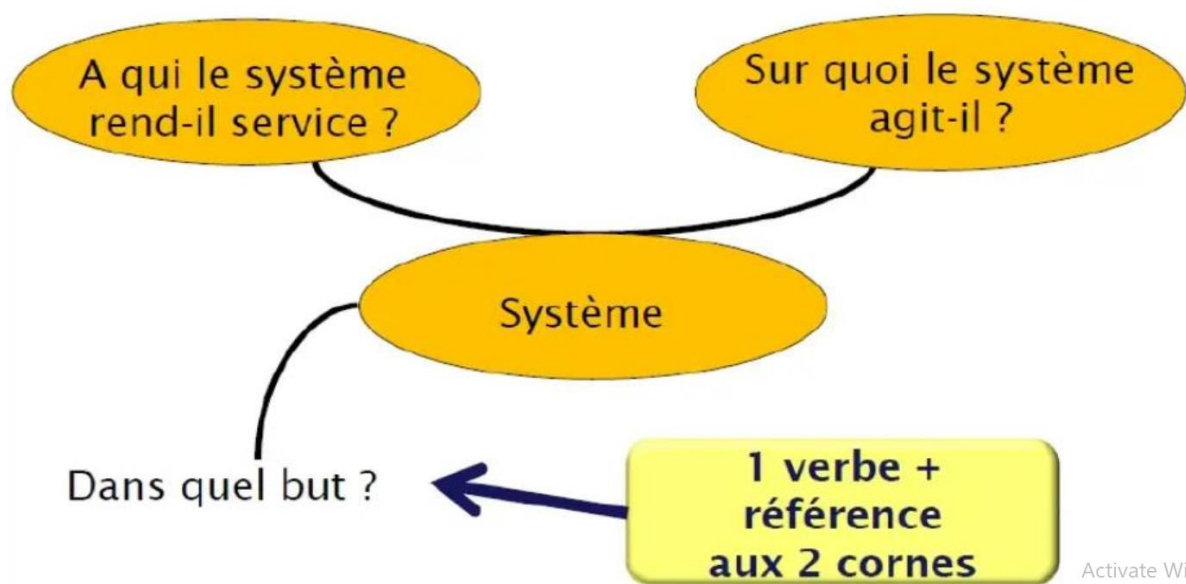 A qui le système
rend-il service ?
Sur quoi le système
agit-il ?
Système
Dans quel but ?
1 verbe +
référence
aux 2 cornes
Activate Wi